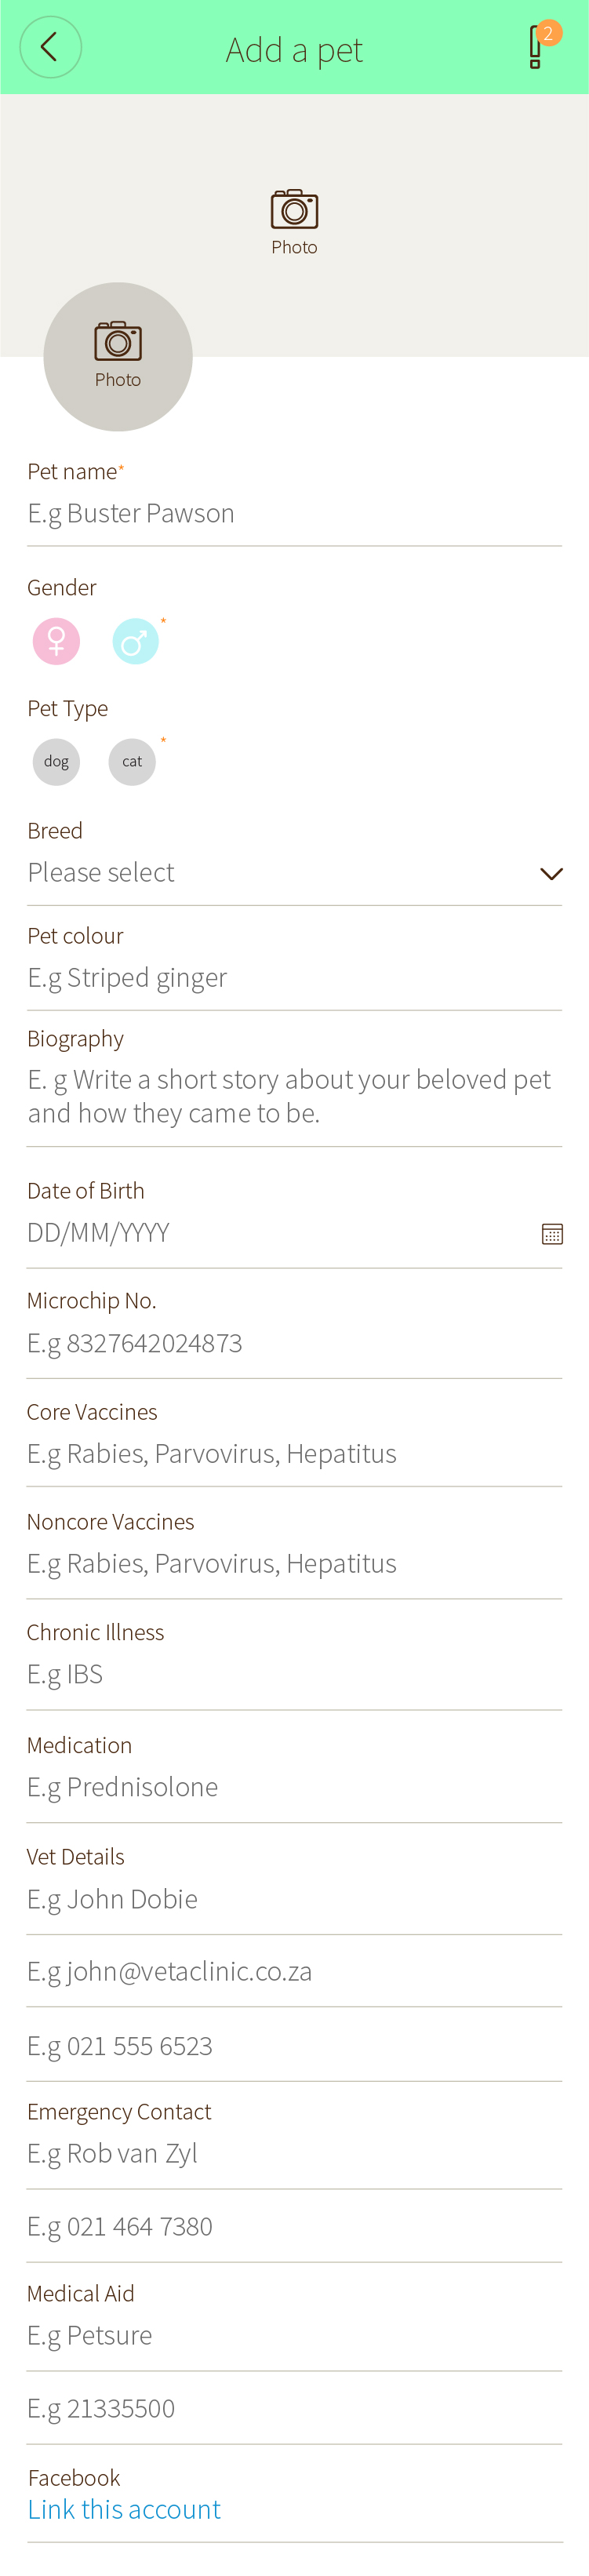 Add a pet
2
Photo
Photo
Pet name*
E.g Buster Pawson
Gender
*
Pet Type
*
dog cat
Breed
Please select
Pet colour
E.g Striped ginger
Biography
E. g Write a short story about your beloved pet
and how they came to be.
Date of Birth
DD/MM/YYYY
Microchip No.
E.g 8327642024873
Core Vaccines
E.g Rabies, Parvovirus, Hepatitus
Noncore Vaccines
E.g Rabies, Parvovirus, Hepatitus
Chronic Illness
E.g IBS
Medication
E.g Prednisolone
Vet Details
E.g John Dobie
E.g john@vetaclinic.co.za
E.g 021 555 6523
Emergency Contact
E.g Rob van Zyl
E.g 021 464 7380
Medical Aid
E.g Petsure
E.g 21335500
Facebook
Link this account